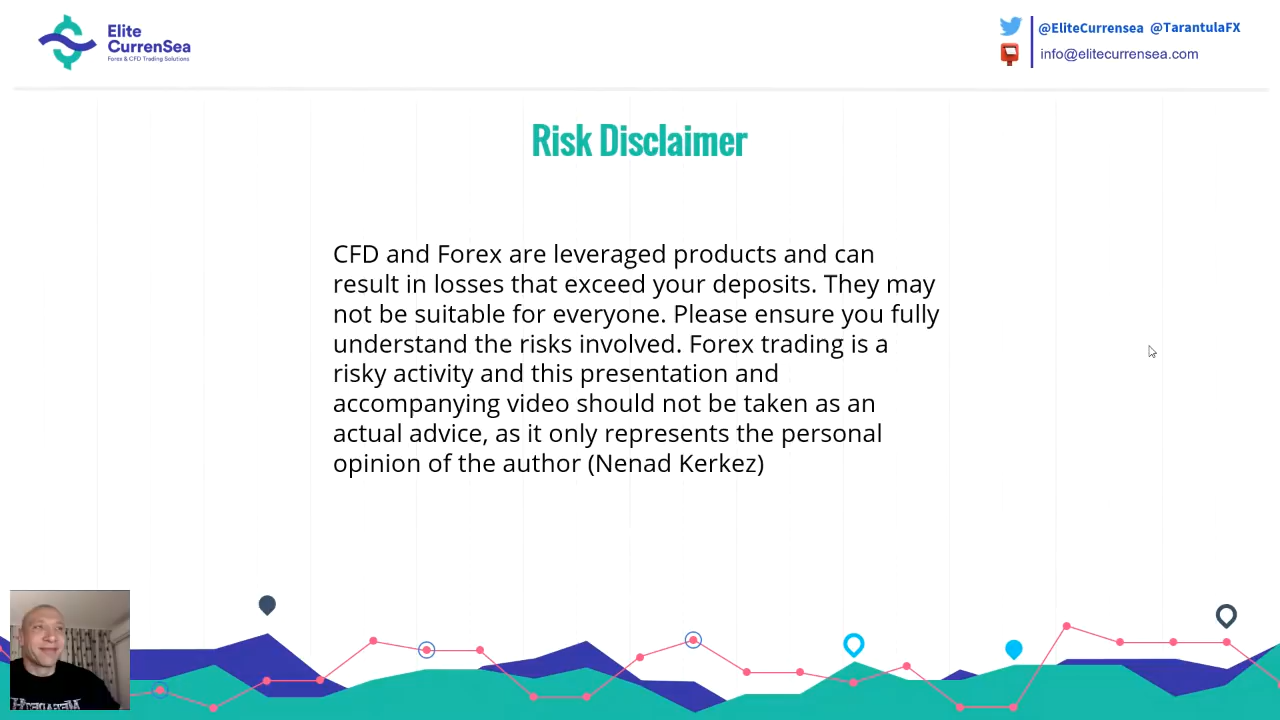 Elite
CurrenSea
Forex & CFD Trading Solutions
@EliteCurrensea @TarantulaFX
info@elitecurrensea.com
Risk Disclaimer
CFD and Forex are leveraged products and can
result in losses that exceed your deposits. They may
not be suitable for everyone. Please ensure you fully
understand the risks involved. Forex trading is a
risky activity and this presentation and
accompanying video should not be taken as an
actual advice, as it only represents the personal
opinion of the author (Nenad Kerkez)